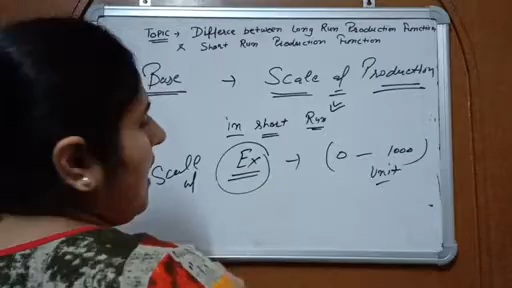 Topic → Differce between Long Run Production Function
& Short Run Production Function
Base → Scale of Production
in short Run
Scale of
Ex → (0 - 1000)
Unit